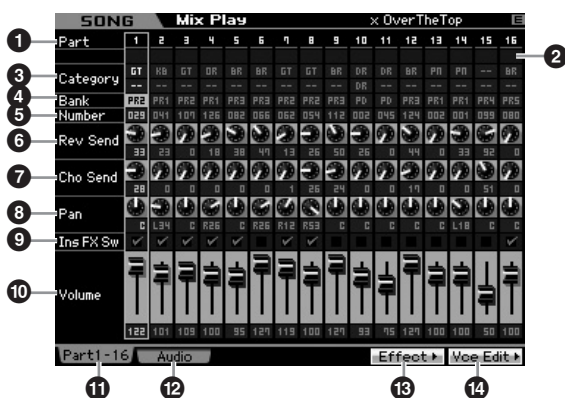 SONG Mix Play × OverTheTop E
1 Part 1 2 3 4 5 6 7 8 9 10 11 12 13 14 15 16
2
3 Category GT KB GT DR BR BR GT GT BR DR DR BR PN PN -- BR
-- -- -- -- -- -- -- -- -- DR -- -- -- -- -- --
4 Bank PR2 PR1 PR2 PR1 PR3 PR3 PR2 PR2 PR3 PD PD PR3 PR1 PR1 PR4 PR5
5 Number 029 041 107 126 082 066 062 054 112 002 045 124 002 001 099 080
6 Rev Send
33 23 0 18 38 47 13 26 50 26 0 44 0 33 92 0
7 Cho Send
28 0 0 0 0 0 1 26 24 0 0 17 0 0 51 0
8 Pan
C L34 C R26 C R26 R12 R53 C C C C C L18 C C
9 Ins FX Sw
10 Volume
122 101 109 100 95 127 119 100 127 93 75 127 100 100 50 100
Part1-16 Audio Effect Vce Edit
11 12 13 14